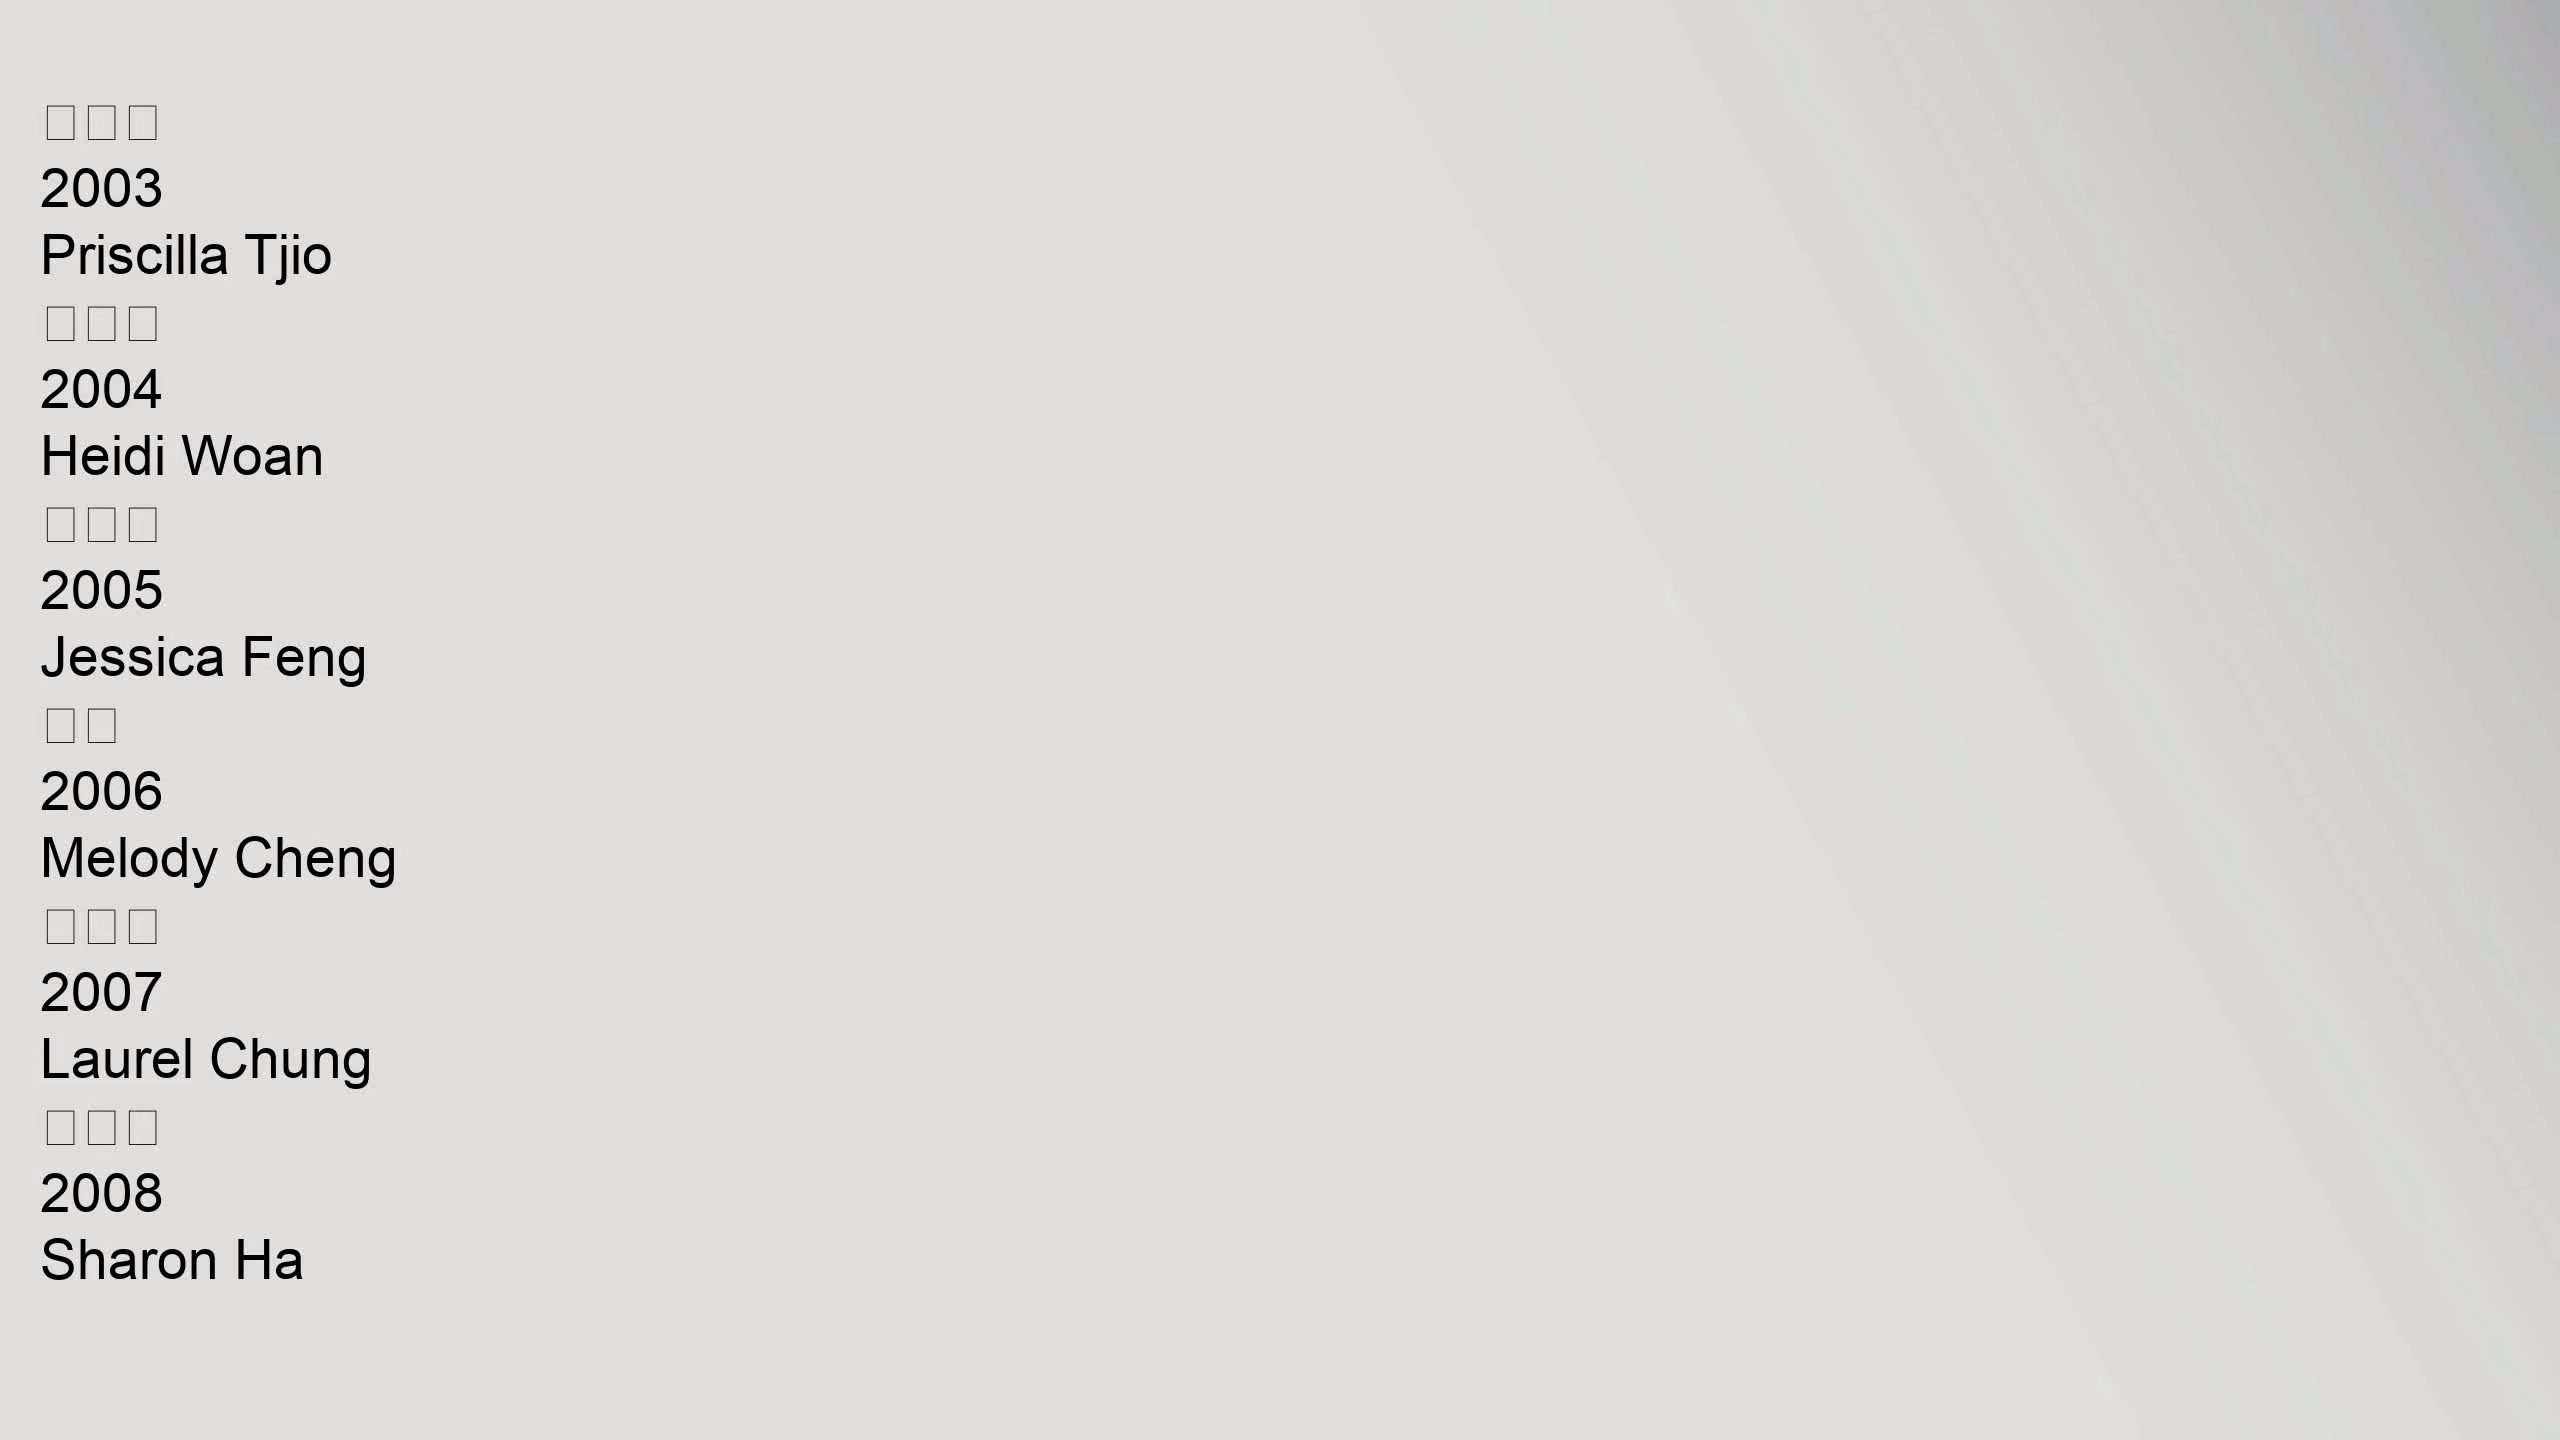 □□□
2003
Priscilla Tjio
□□□
2004
Heidi Woan
□□□
2005
Jessica Feng
□□
2006
Melody Cheng
□□□
2007
Laurel Chung
□□□
2008
Sharon Ha